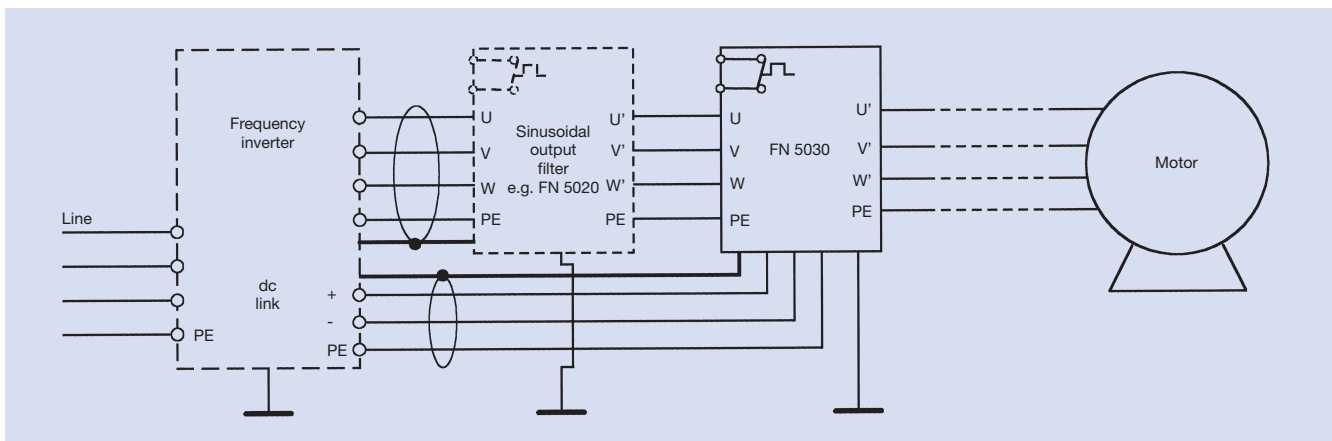 Line
PE
Frequency
inverter
dc
link
+
-
PE
U
V
W
PE
Sinusoidal
output
filter
e.g. FN 5020
U'
V'
W'
PE
U
V
W
PE
FN 5030
U’
V’
W’
PE
Motor